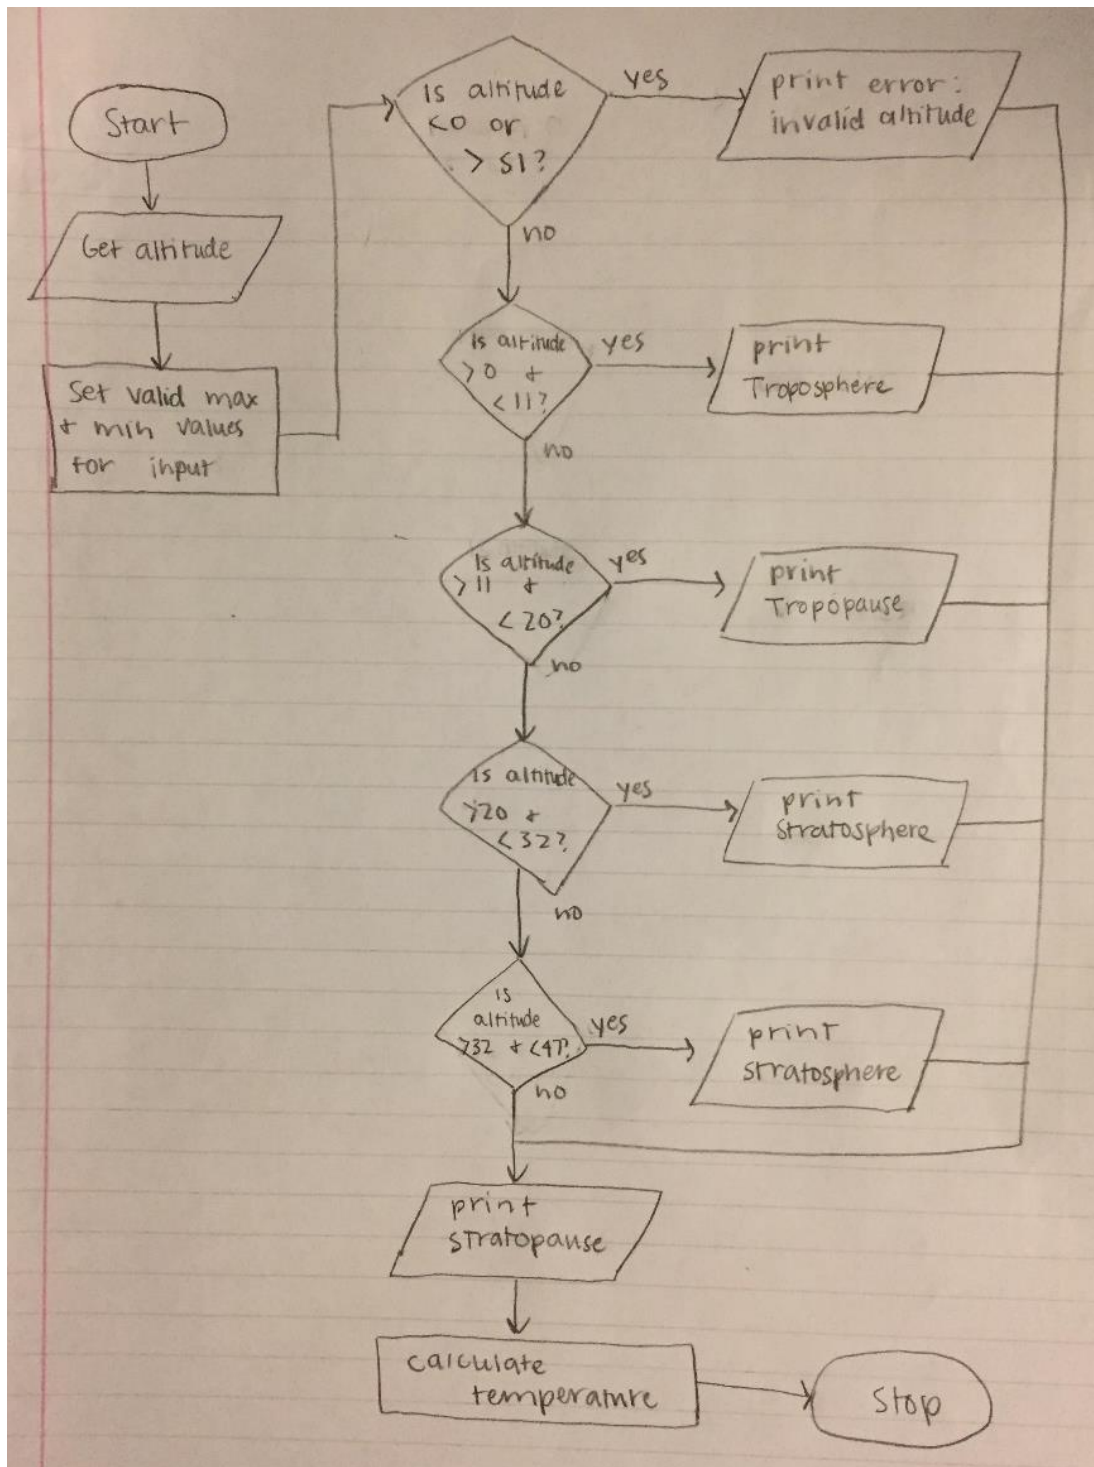 Start
Get altitude
Set valid max
+ min values
for input
Is altitude
<0 or
> 51?
yes
print error:
invalid altitude
no
Is altitude
>0 +
<11?
yes
print
Troposphere
no
Is altitude
>11 +
<20?
yes
print
Tropopause
no
Is altitude
>20 +
<32?
yes
print
Stratosphere
no
is
altitude
>32 + <47?
yes
print
stratosphere
no
print
stratopause
calculate
temperature
Stop